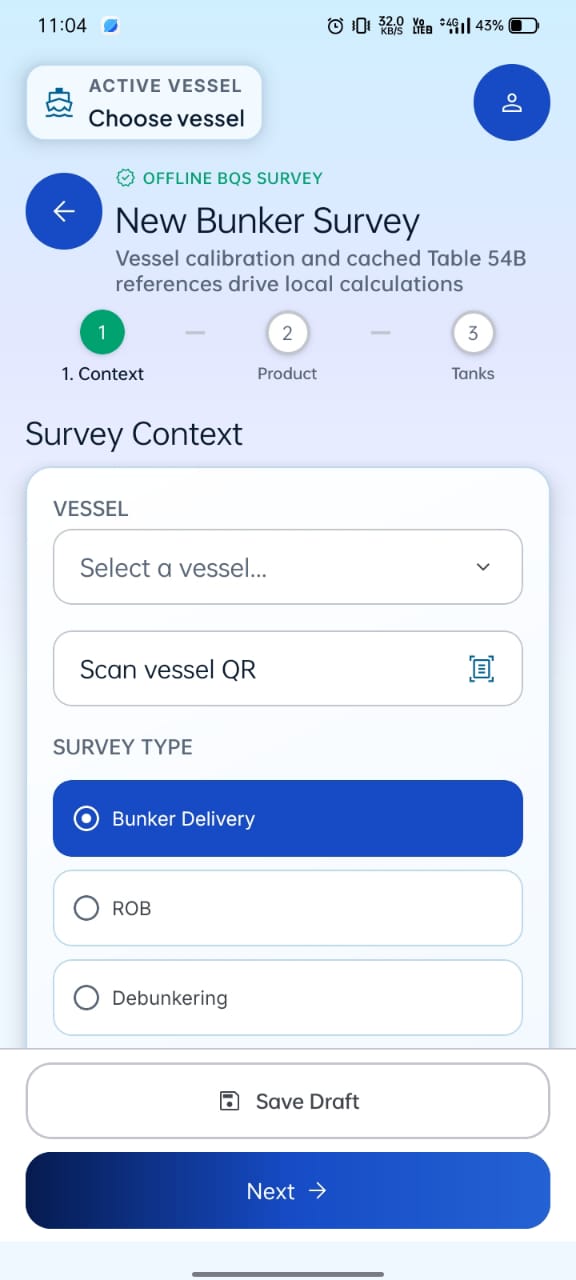 11:04
32.0 KB/S
Vo LTE 2
4G
43%
ACTIVE VESSEL
Choose vessel
OFFLINE BQS SURVEY
New Bunker Survey
Vessel calibration and cached Table 54B
references drive local calculations
1
2
3
1. Context
Product
Tanks
Survey Context
VESSEL
Select a vessel...
Scan vessel QR
SURVEY TYPE
Bunker Delivery
ROB
Debunkering
Save Draft
Next